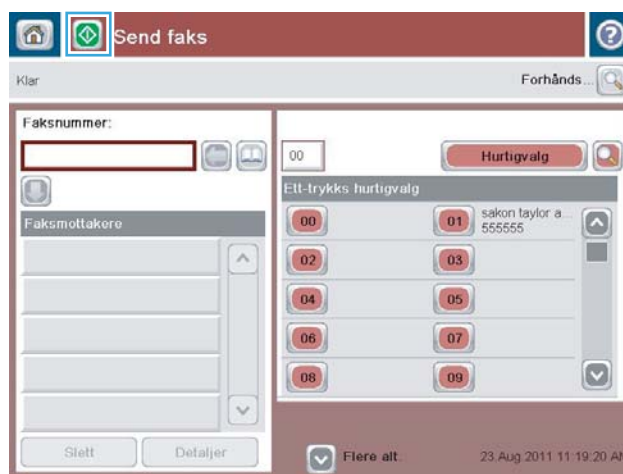 Send faks
Klar
Forhånds...
Faksnummer:
00
Hurtigvalg
Ett-trykks hurtigvalg
Faksmottakere
00
01 sakon taylor a...
555555
02
03
04
05
06
07
08
09
Slett
Detaljer
Flere alt.
23.Aug.2011 11:19:20 AM